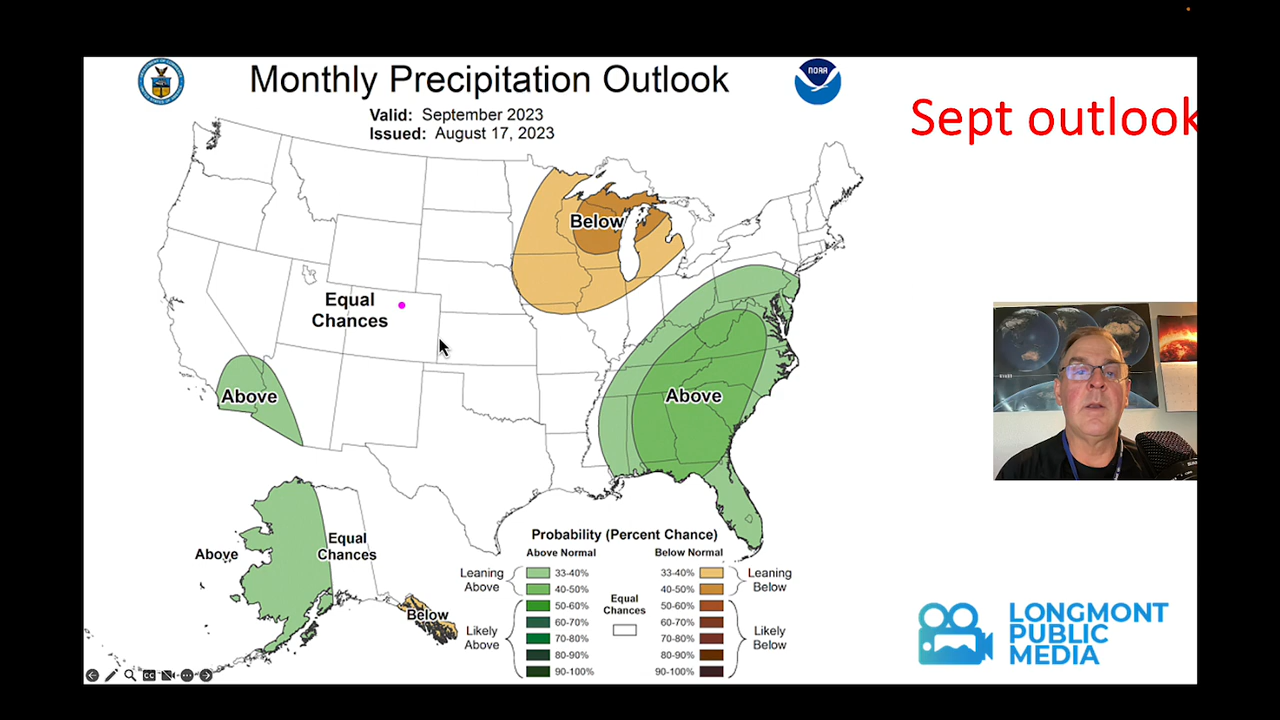 Monthly Precipitation Outlook
NOAA
Valid: September 2023
Issued: August 17, 2023
Sept outlook
Below
Equal
Chances
Above
Above
Above
Equal
Chances
Below
Probability (Percent Chance)
Above Normal
Below Normal
Leaning
Above
33-40%
40-50%
Likely
Above
50-60%
60-70%
70-80%
80-90%
90-100%
Equal
Chances
33-40%
40-50%
50-60%
60-70%
70-80%
80-90%
90-100%
Leaning
Below
Likely
Below
CC
LONGMONT
PUBLIC
MEDIA